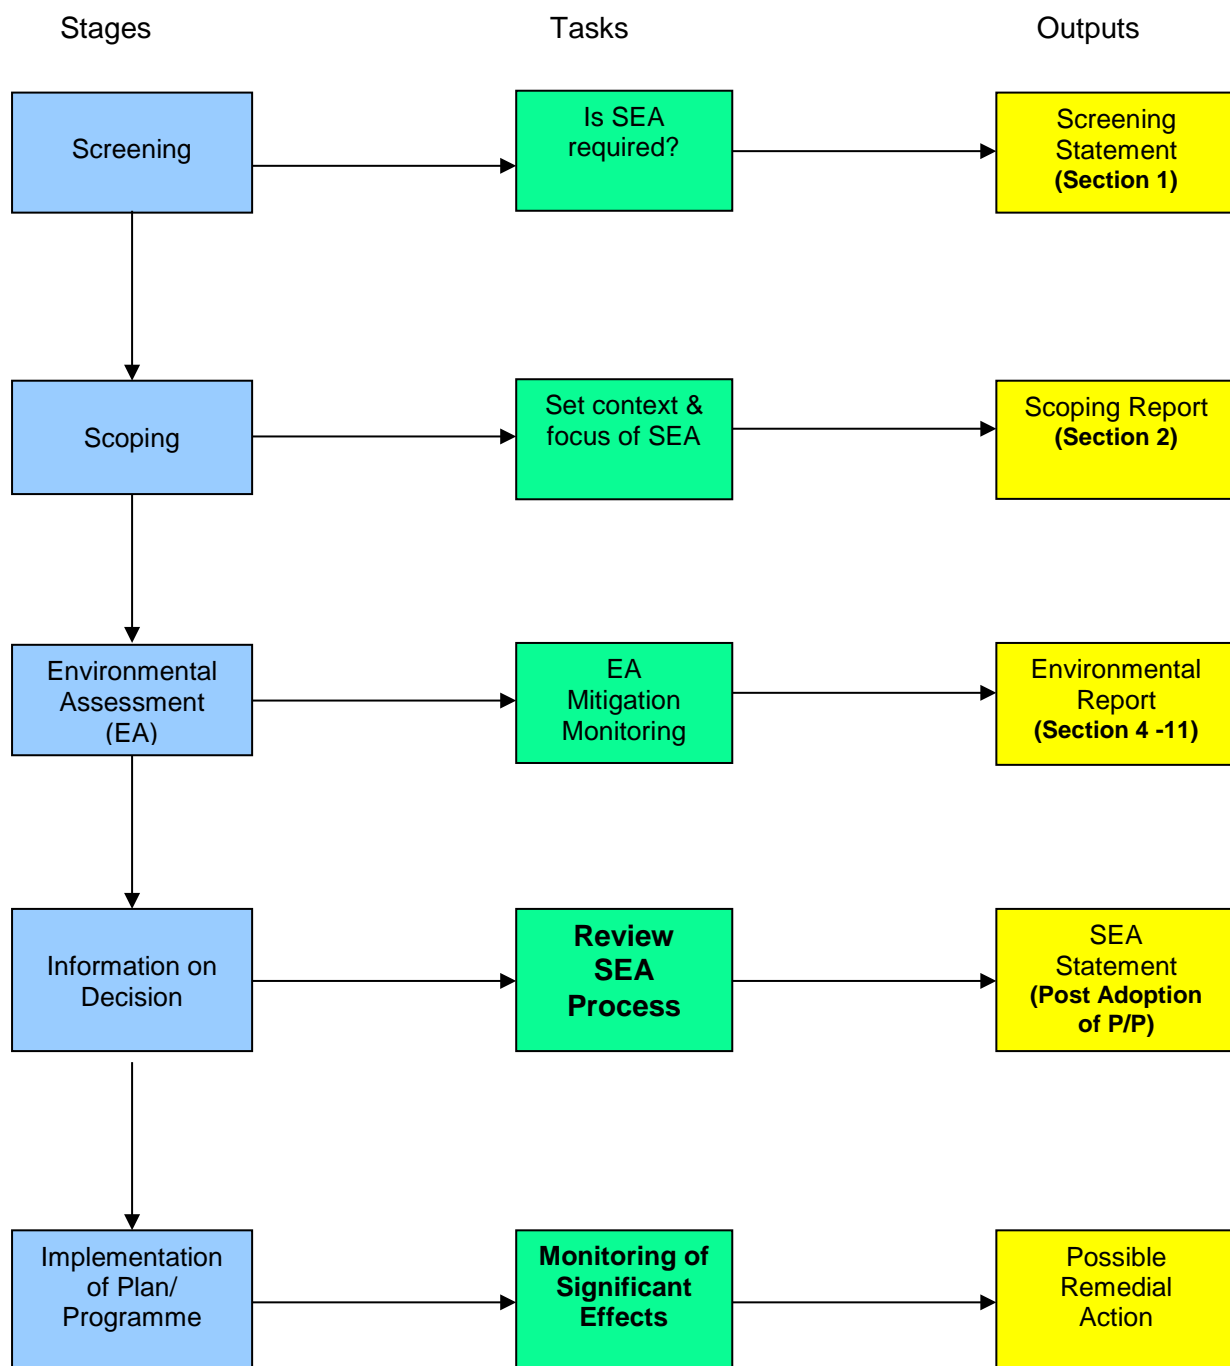 Stages
Tasks
Outputs
Screening
Is SEA
required?
Screening
Statement
(Section 1)
Scoping
Set context &
focus of SEA
Scoping Report
(Section 2)
Environmental
Assessment
(EA)
EA
Mitigation
Monitoring
Environmental
Report
(Section 4 -11)
Information on
Decision
Review
SEA
Process
SEA
Statement
(Post Adoption
of P/P)
Implementation
of Plan/
Programme
Monitoring of
Significant
Effects
Possible
Remedial
Action